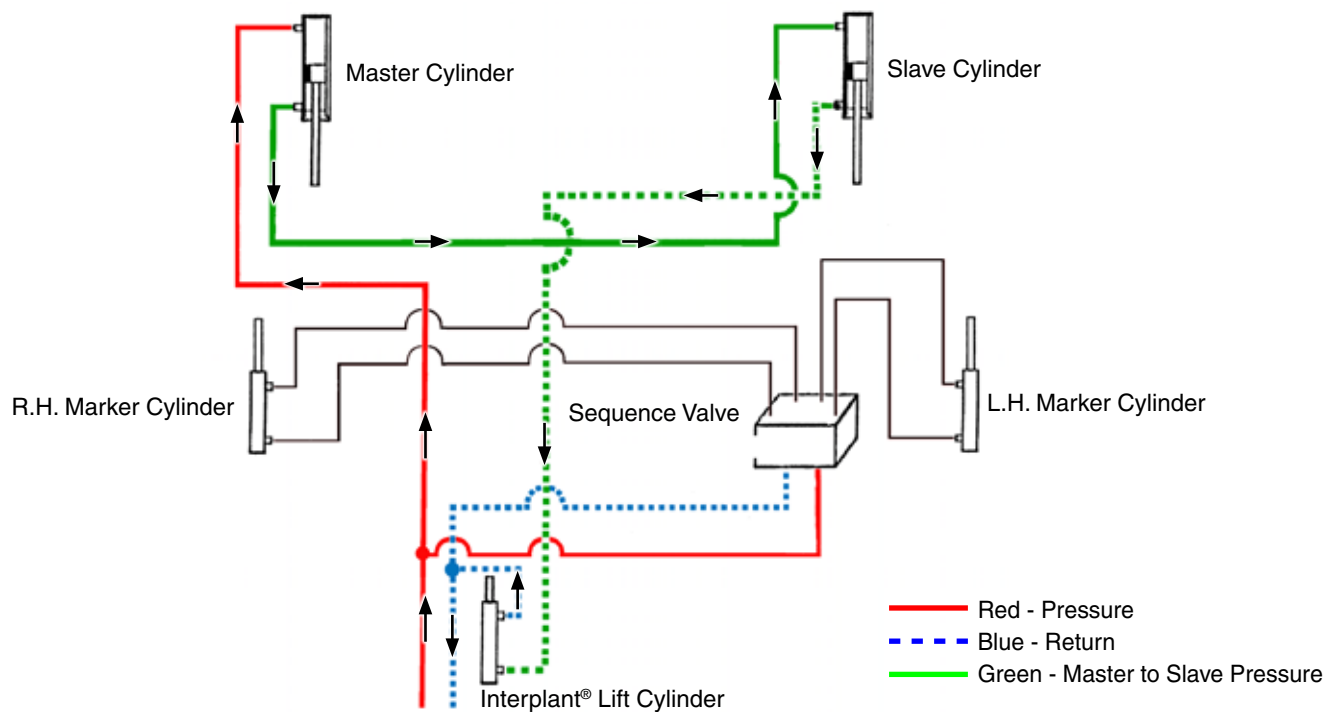 Master Cylinder
Slave Cylinder
R.H. Marker Cylinder
Sequence Valve
L.H. Marker Cylinder
Interplant® Lift Cylinder
Red - Pressure
Blue - Return
Green - Master to Slave Pressure